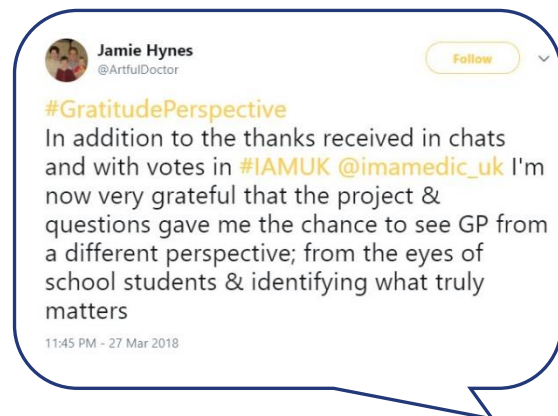 Jamie Hynes
@ArtfulDoctor
Follow
#GratitudePerspective
In addition to the thanks received in chats
and with votes in #IAMUK @imamedic_uk I'm
now very grateful that the project &
questions gave me the chance to see GP from
a different perspective; from the eyes of
school students & identifying what truly
matters
11:45 PM - 27 Mar 2018